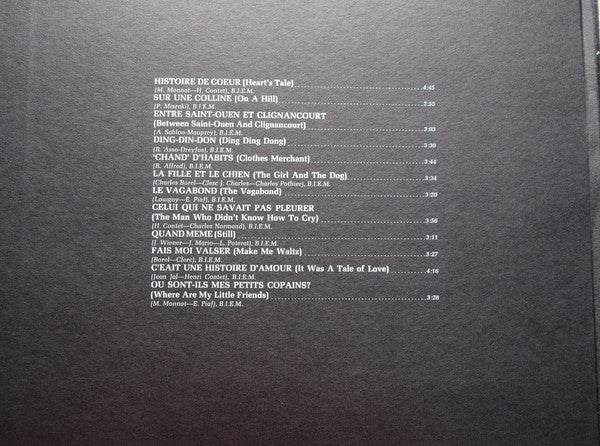 HISTOIRE DE COEUR (Heart's Tale) 4:45
(M. Monnot—H. Contet), B.I.E.M.
SUR UNE COLLINE (On A Hill) 2:55
(P. Misraki), B.I.E.M.
ENTRE SAINT-OUEN ET CLIGNANCOURT
(Between Saint-Ouen And Clignancourt) 3:03
(A. Sablon-Mauprey), B.I.E.M.
DING-DIN-DON (Ding Ding Dong) 3:30
(R. Asso-Dreyfus), B.I.E.M.
'CHAND' D'HABITS (Clothes Merchant) 3:44
(R. Alfred), B.I.E.M.
LA FILLE ET LE CHIEN (The Girl And The Dog) 3:34
(Charles Borel—Clerc J. Charles—Charles Pothier), B.I.E.M.
LE VAGABOND (The Vagabond) 3:20
(Louiguy—E. Piaf), B.I.E.M.
CELUI QUI NE SAVAIT PAS PLEURER
(The Man Who Didn't Know How To Cry) 3:56
(H. Contet—Charles Normand), B.I.E.M.
QUAND MEME (Still) 3:11
(J. Wiener—J. Mario—L. Poterat), B.I.E.M.
FAIS MOI VALSER (Make Me Waltz) 3:27
(Borel—Clerc), B.I.E.M.
C'EAIT UNE HISTOIRE D'AMOUR (It Was A Tale of Love) 4:16
(Jean Jal—Henri Contet), B.I.E.M.
OU SONT-ILS MES PETITS COPAINS?
(Where Are My Little Friends) 3:28
(M. Monnot—E. Piaf), B.I.E.M.